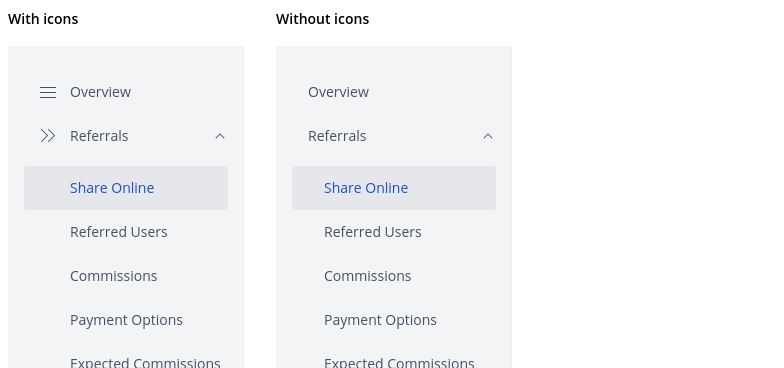 With icons
Overview
Referrals
Share Online
Referred Users
Commissions
Payment Options
Expected Commissions
Without icons
Overview
Referrals
Share Online
Referred Users
Commissions
Payment Options
Expected Commissions